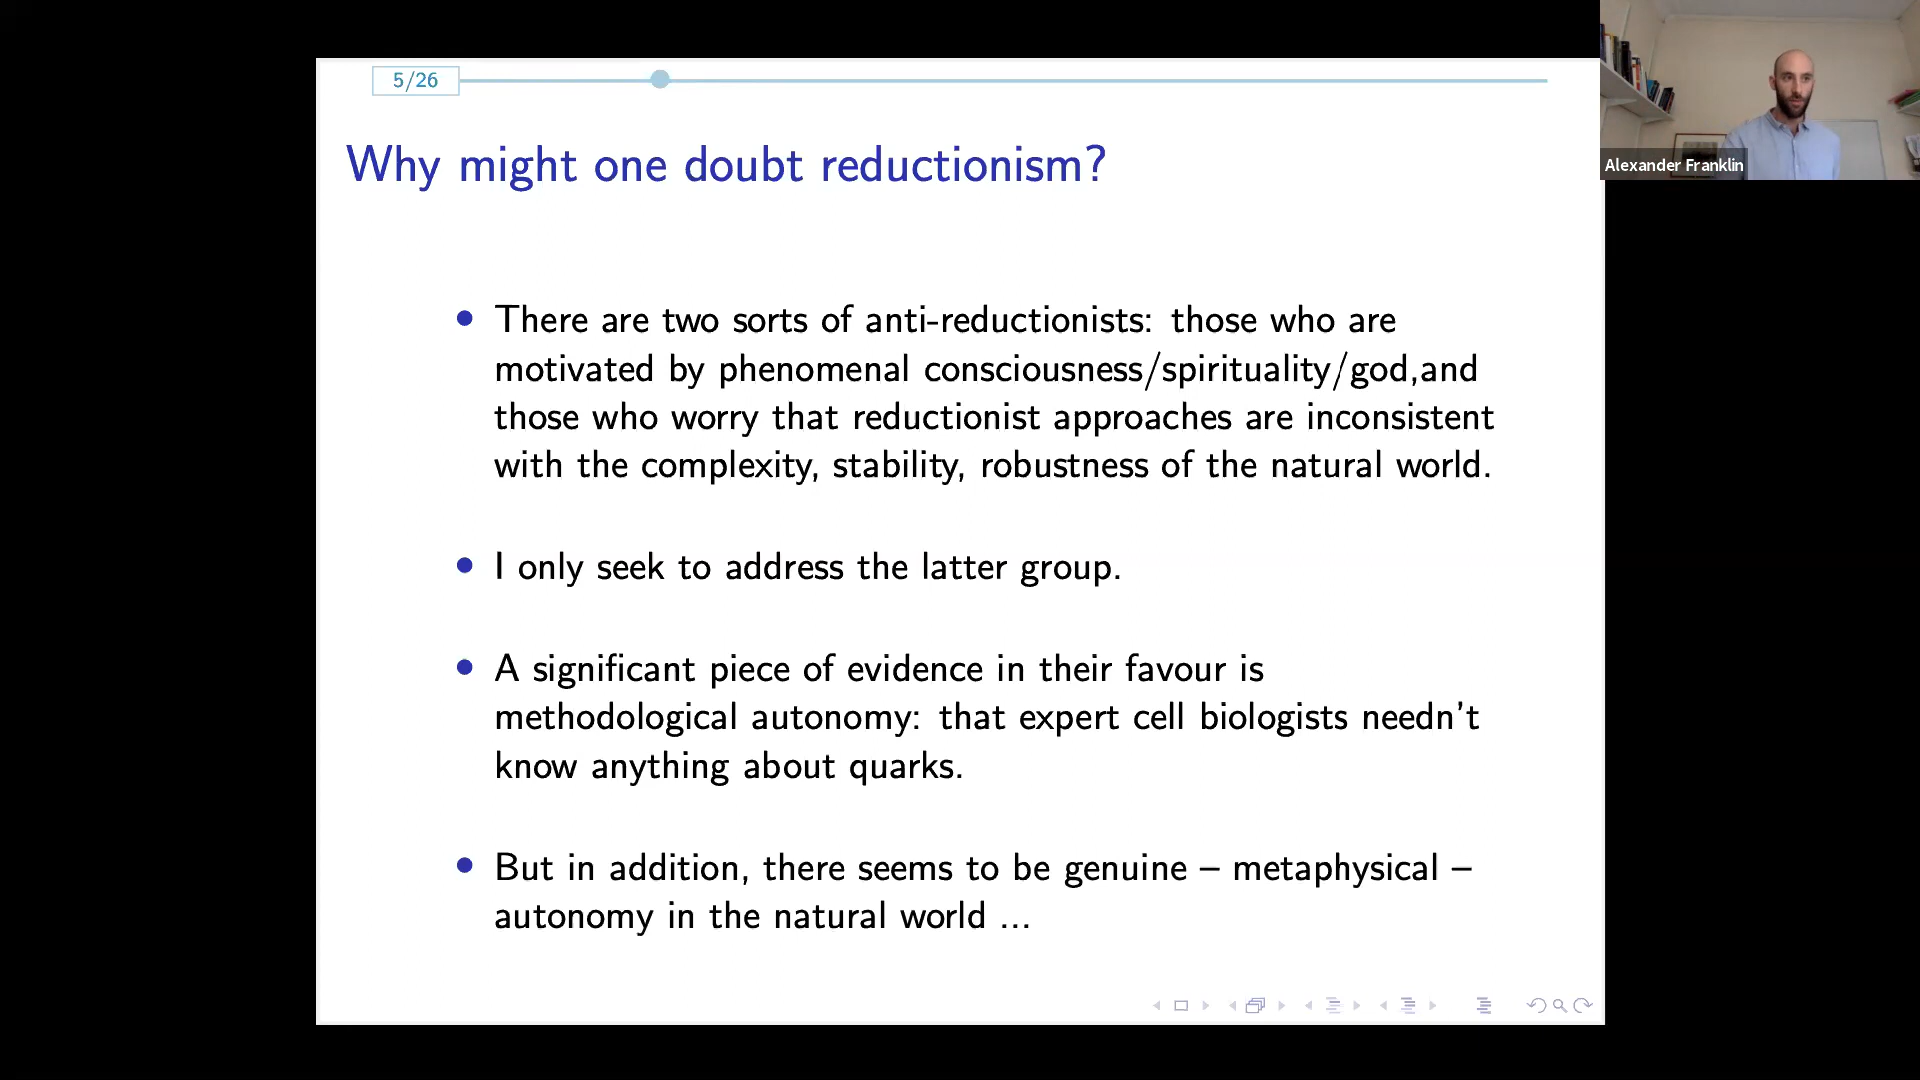 5/26
Why might one doubt reductionism?
There are two sorts of anti-reductionists: those who are
motivated by phenomenal consciousness/spirituality/god,and
those who worry that reductionist approaches are inconsistent
with the complexity, stability, robustness of the natural world.
I only seek to address the latter group.
A significant piece of evidence in their favour is
methodological autonomy: that expert cell biologists needn't
know anything about quarks.
But in addition, there seems to be genuine – metaphysical –
autonomy in the natural world ...
Alexander Franklin